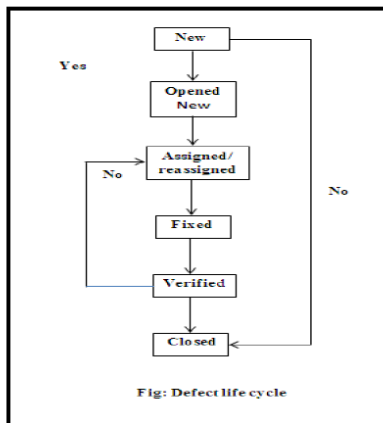 New
Yes
Opened
New
Assigned/
reassigned
No
No
Fixed
Verified
Closed
Fig: Defect life cycle